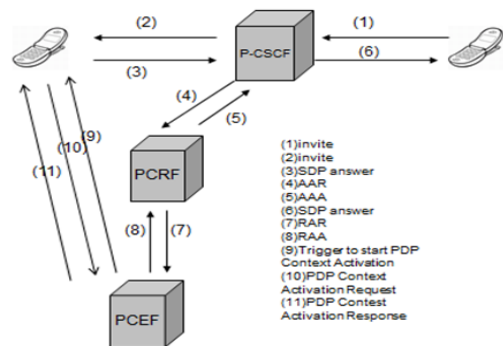 (2)
(1)
P-CSCF
(3)
(6)
(4)
(5)
(9)
(10)
(11)
PCRF
(8)
(7)
PCEF
(1)invite
(2)invite
(3)SDP answer
(4)AAR
(5)AAA
(6)SDP answer
(7)RAR
(8)RAA
(9)Trigger to start PDP
Context Activation
(10)PDP Context
Activation Request
(11)PDP Contest
Activation Response